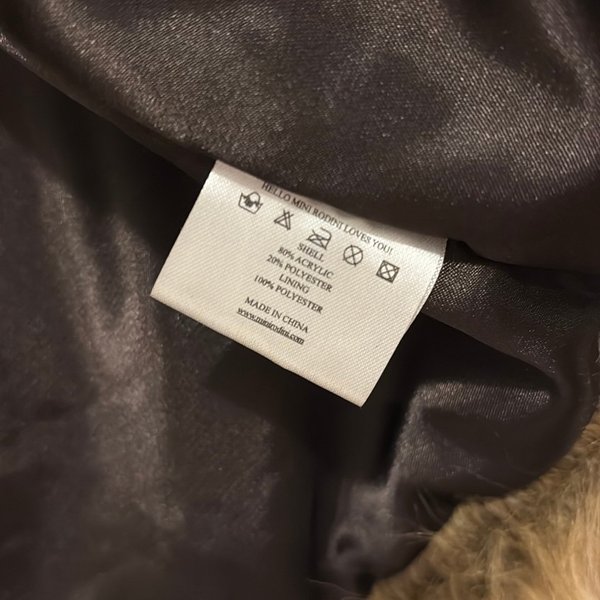 HELLO MINI RODINI LOVES YOU!
SHELL
80% ACRYLIC
20% POLYESTER
LINING
100% POLYESTER
MADE IN CHINA
www.minirodini.com